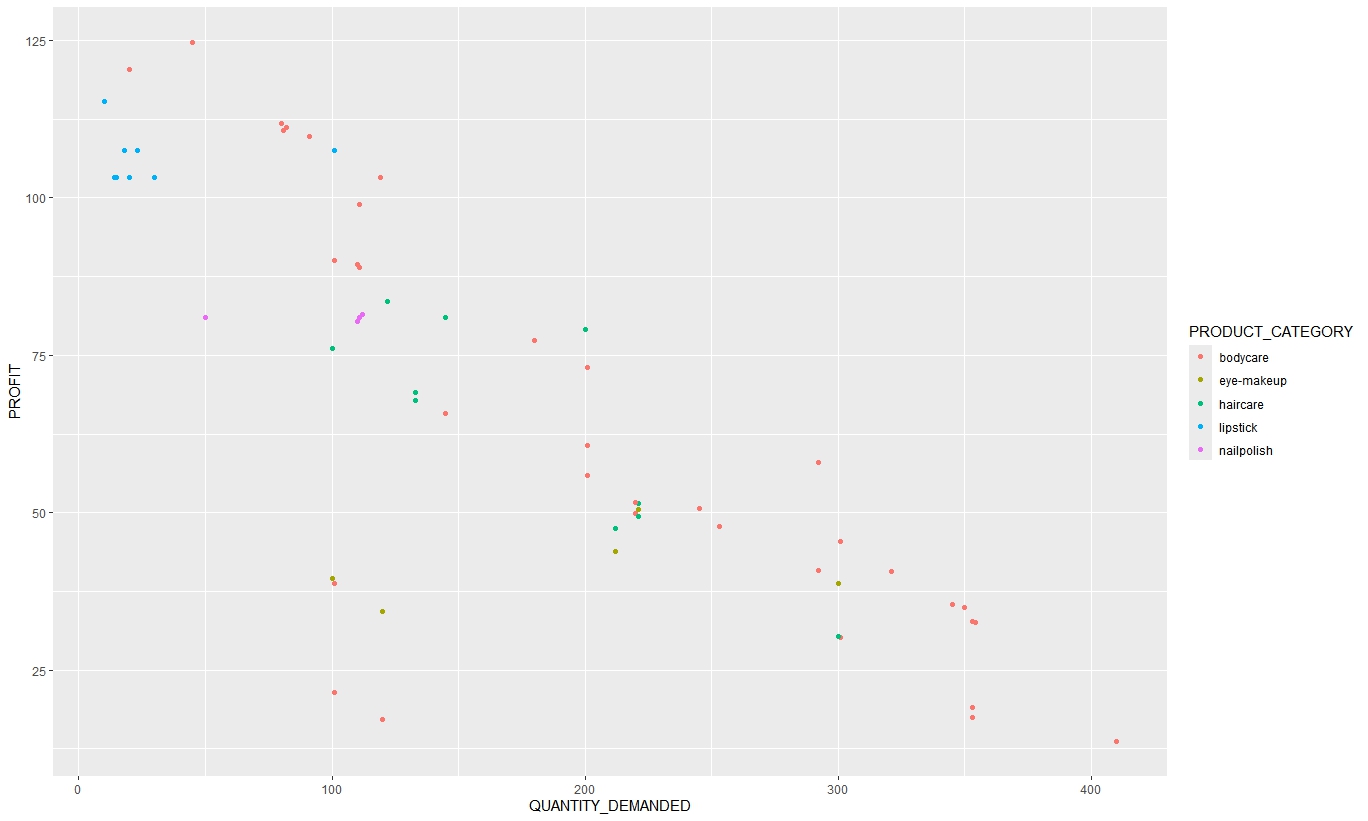 125
100
75
50
25
PROFIT
0
100
200
300
400
QUANTITY_DEMANDED
PRODUCT_CATEGORY
bodycare
eye-makeup
haircare
lipstick
nailpolish